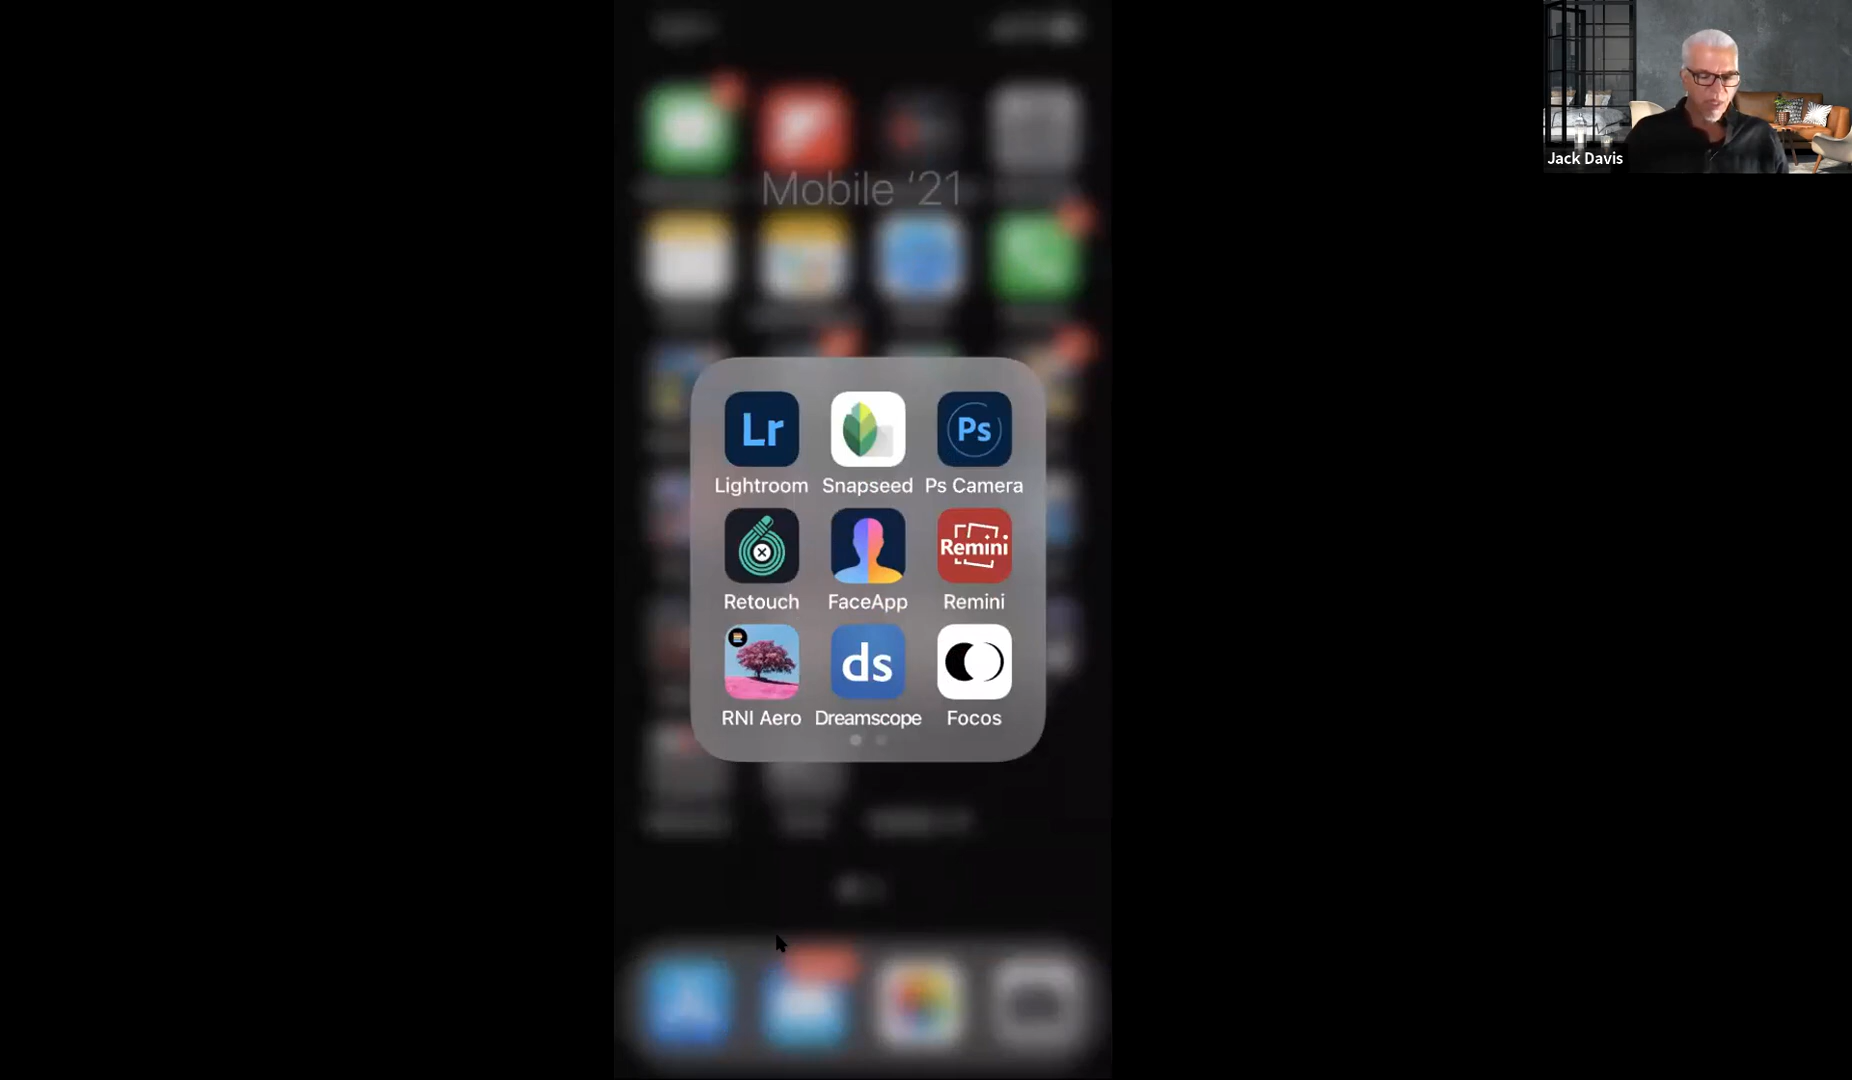 Jack Davis
Mobile ‘21
Lr
Ps
Lightroom Snapseed Ps Camera
Remini
Retouch FaceApp Remini
ds
RNI Aero Dreamscope Focos